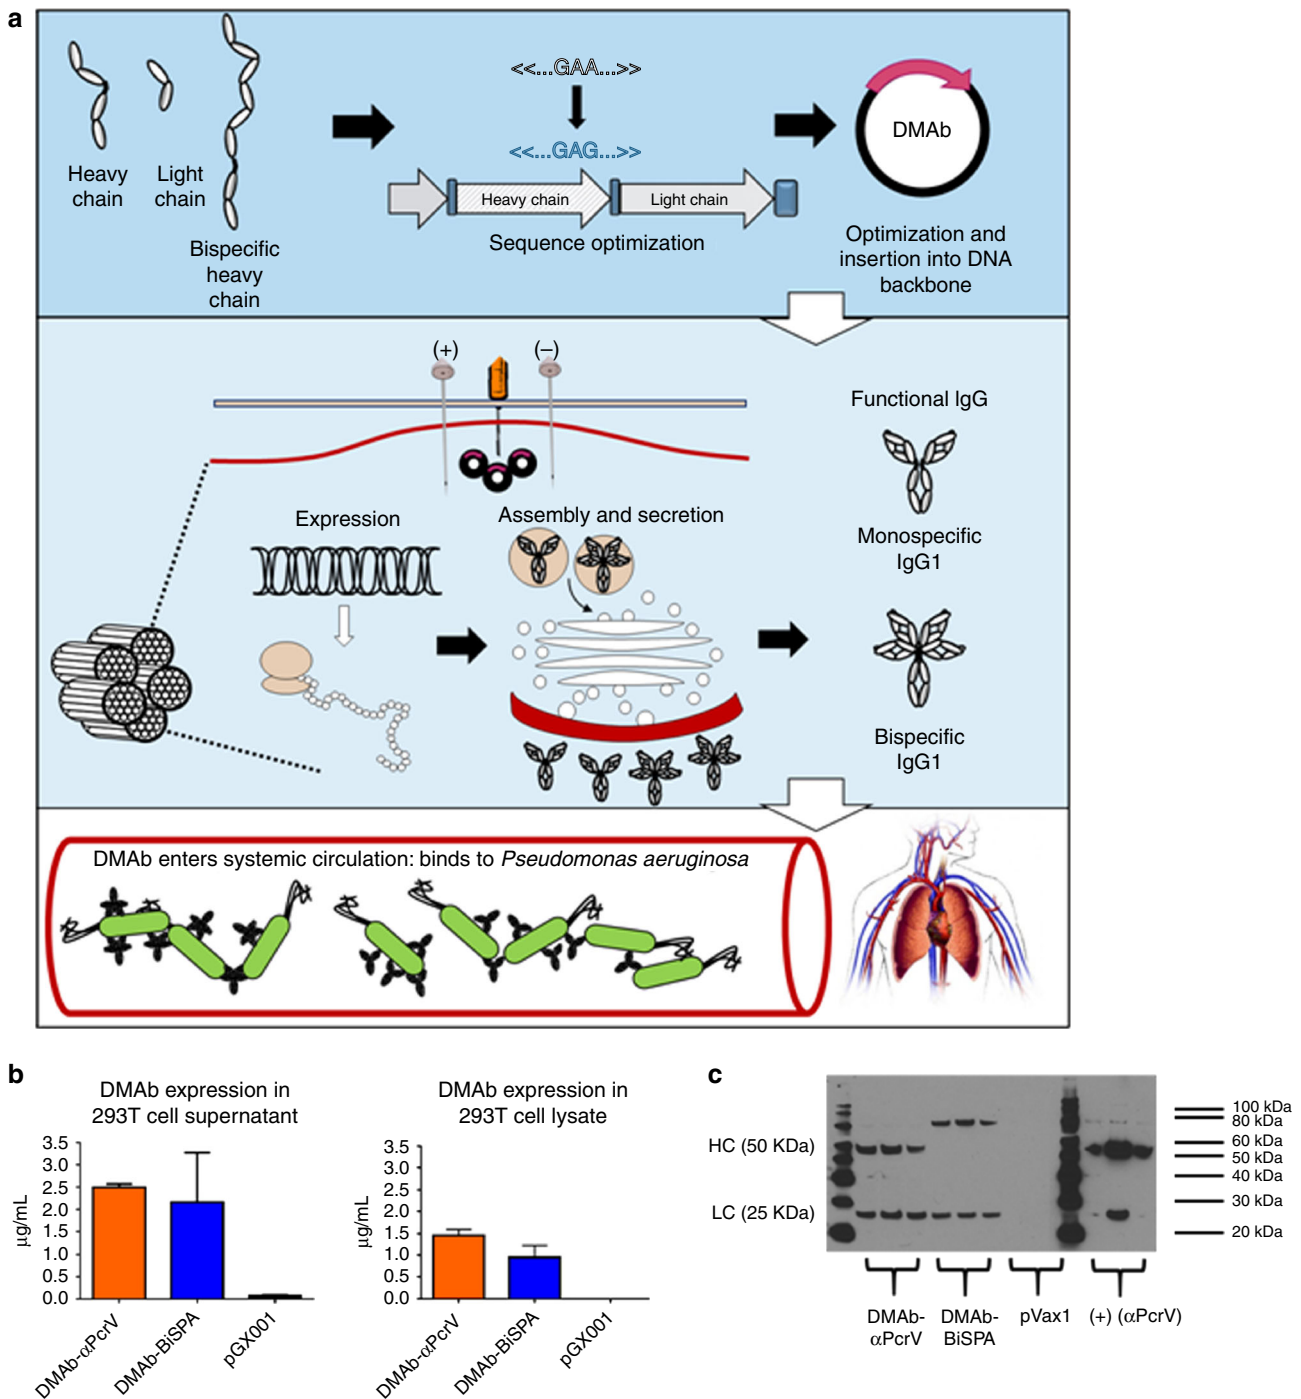 a
<<...GAA...>>
<<...GAG...>>
Heavy
chain
Light
chain
Bispecific
heavy
chain
Heavy chain
Light chain
Sequence optimization
DMAb
Optimization and
insertion into DNA
backbone
(+)
(–)
Expression
Assembly and secretion
Functional IgG
Monospecific
IgG1
Bispecific
IgG1
DMAb enters systemic circulation: binds to Pseudomonas aeruginosa
b
DMAb expression in
293T cell supernatant
µg/mL
3.5
3.0
2.5
2.0
1.5
1.0
0.5
0.0
DMAb-αPcrV
DMAb-BiSPA
pGX001
DMAb expression in
293T cell lysate
µg/mL
3.5
3.0
2.5
2.0
1.5
1.0
0.5
0.0
DMAb-αPcrV
DMAb-BiSPA
pGX001
c
HC (50 KDa)
LC (25 KDa)
100 kDa
80 kDa
60 kDa
50 kDa
40 kDa
30 kDa
20 kDa
DMAb-
αPcrV
DMAb-
BiSPA
pVax1
(+) (αPcrV)